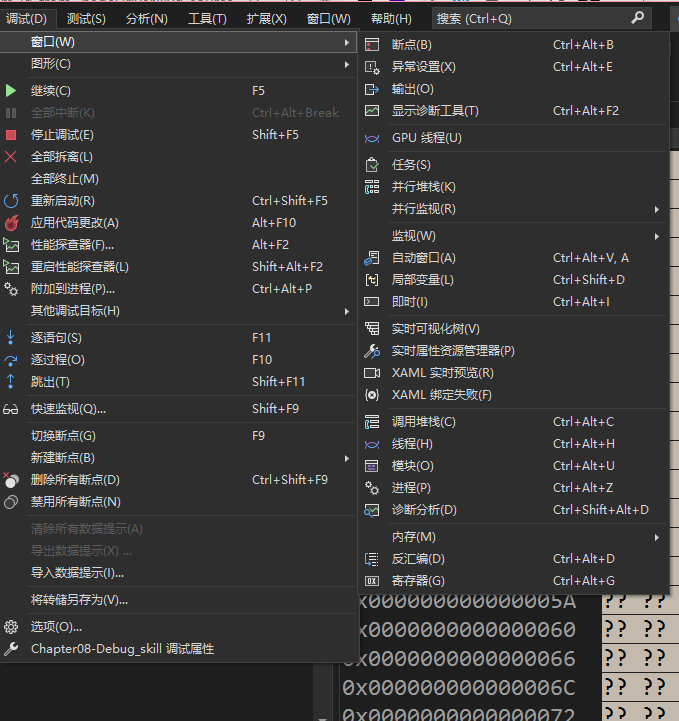 调试(D) 测试(S) 分析(N) 工具(T) 扩展(X) 窗口(W) 帮助(H) 搜索 (Ctrl+Q)
窗口(W)
图形(C)
继续(C) F5
全部中断(K) Ctrl+Alt+Break
停止调试(E) Shift+F5
全部拆离(L)
全部终止(M)
重新启动(R) Ctrl+Shift+F5
应用代码更改(A) Alt+F10
性能探查器(F)... Alt+F2
重启性能探查器(L) Shift+Alt+F2
附加到进程(P)... Ctrl+Alt+P
其他调试目标(H)
逐语句(S) F11
逐过程(O) F10
跳出(T) Shift+F11
快速监视(Q)... Shift+F9
切换断点(G) F9
新建断点(B)
删除所有断点(D) Ctrl+Shift+F9
禁用所有断点(N)
清除所有数据提示(A)
导出数据提示(X) ...
导入数据提示(I)...
将转储另存为(V)...
选项(O)...
Chapter08-Debug_skill 调试属性
断点(B) Ctrl+Alt+B
异常设置(X) Ctrl+Alt+E
输出(O)
显示诊断工具(T) Ctrl+Alt+F2
GPU 线程(U)
任务(S)
并行堆栈(K)
并行监视(R)
监视(W)
自动窗口(A) Ctrl+Alt+V, A
局部变量(L) Ctrl+Shift+D
即时(I) Ctrl+Alt+I
实时可视化树(V)
实时属性资源管理器(P)
XAML 实时预览(R)
XAML 绑定失败(F)
调用堆栈(C) Ctrl+Alt+C
线程(H) Ctrl+Alt+H
模块(O) Ctrl+Alt+U
进程(P) Ctrl+Alt+Z
诊断分析(D) Ctrl+Shift+Alt+D
内存(M)
反汇编(D) Ctrl+Alt+D
寄存器(G) Ctrl+Alt+G
0x000000000000005A ?? ??
0x0000000000000060 ?? ??
0x0000000000000066 ?? ??
0x000000000000006C ?? ??
0x0000000000000072 ?? ??